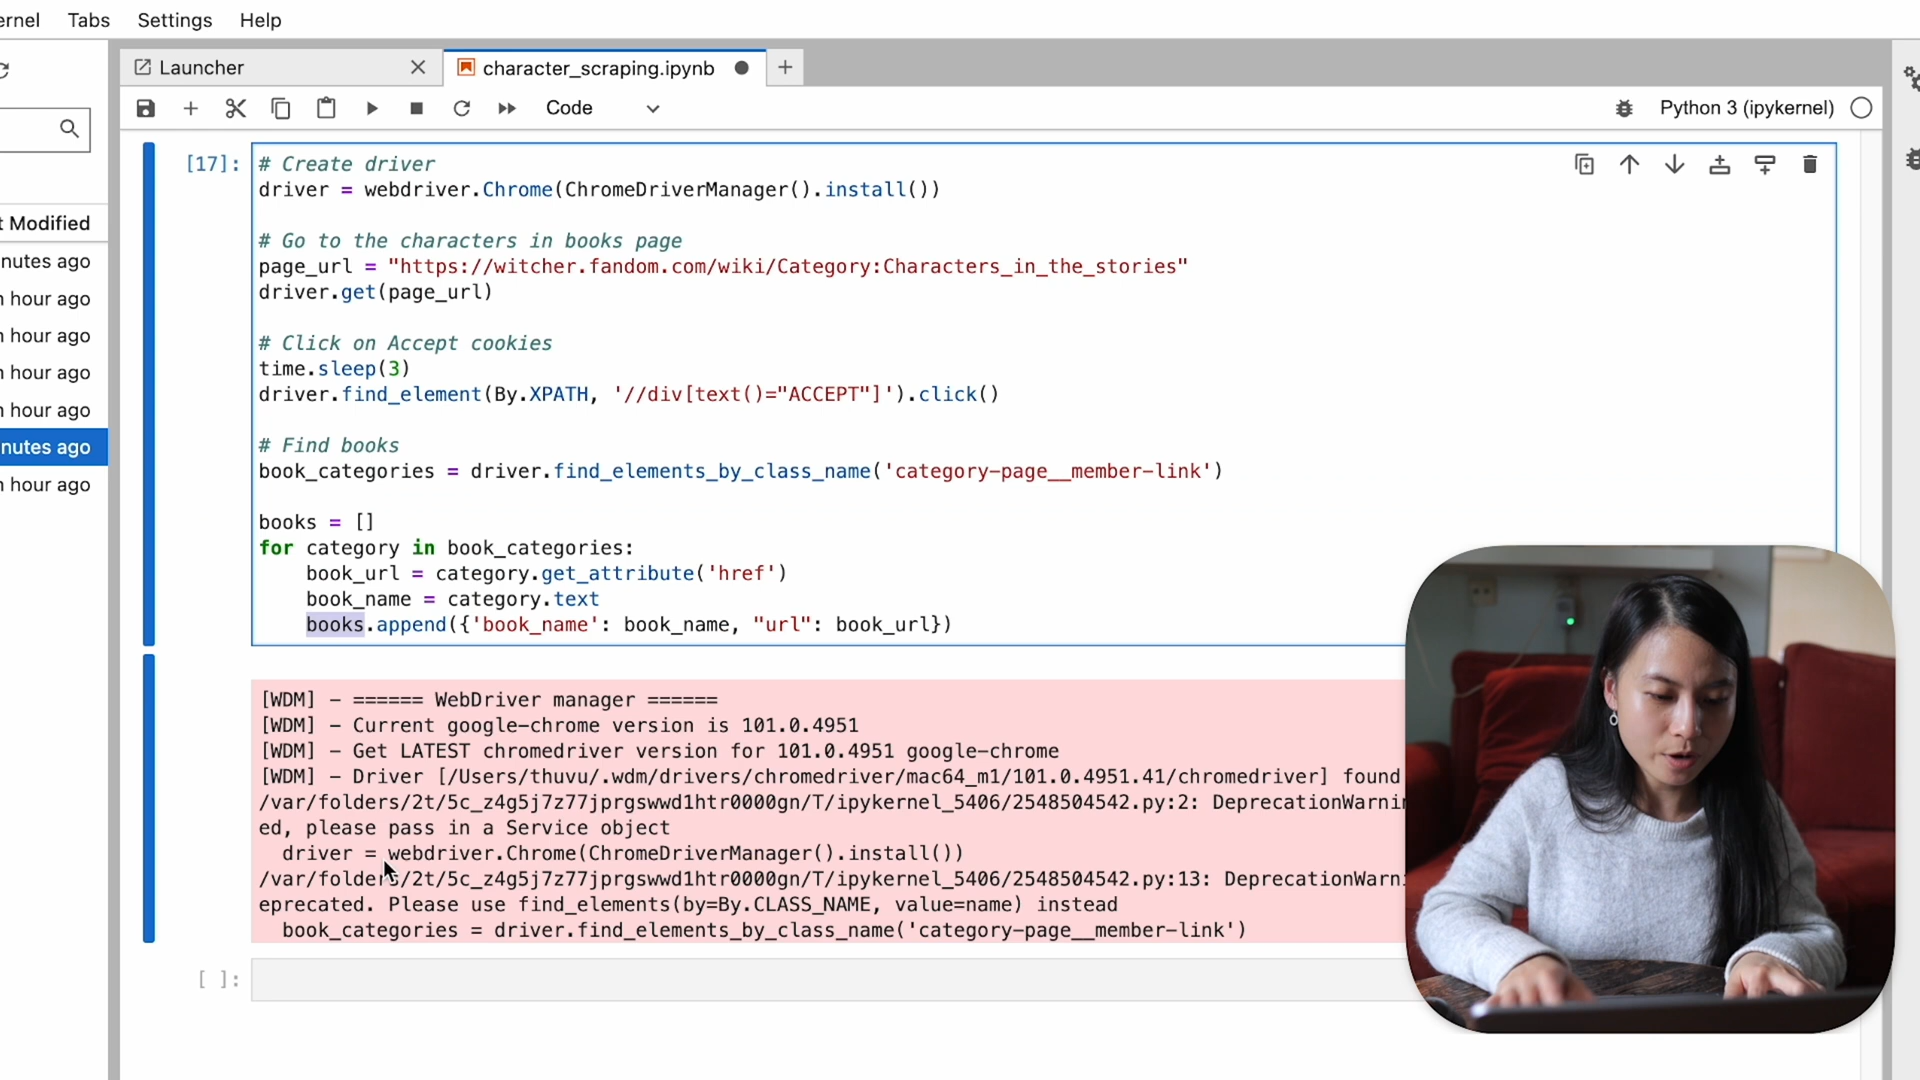 ernel Tabs Settings Help
Launcher
character_scraping.ipynb
Code
Python 3 (ipykernel)
t Modified
nutes ago
n hour ago
n hour ago
n hour ago
n hour ago
nutes ago
n hour ago
[17]:
# Create driver
driver = webdriver.Chrome(ChromeDriverManager().install())
# Go to the characters in books page
page_url = "https://witcher.fandom.com/wiki/Category:Characters_in_the_stories"
driver.get(page_url)
# Click on Accept cookies
time.sleep(3)
driver.find_element(By.XPATH, '//div[text()="ACCEPT"]').click()
# Find books
book_categories = driver.find_elements_by_class_name('category-page__member-link')
books = []
for category in book_categories:
    book_url = category.get_attribute('href')
    book_name = category.text
    books.append({'book_name': book_name, "url": book_url})
[WDM] - ====== WebDriver manager ======
[WDM] - Current google-chrome version is 101.0.4951
[WDM] - Get LATEST chromedriver version for 101.0.4951 google-chrome
[WDM] - Driver [/Users/thuvu/.wdm/drivers/chromedriver/mac64_m1/101.0.4951.41/chromedriver] found
/var/folders/2t/5c_z4g5j7z77jprgswwd1htr0000gn/T/ipykernel_5406/2548504542.py:2: DeprecationWarnin
ed, please pass in a Service object
  driver = webdriver.Chrome(ChromeDriverManager().install())
/var/folders/2t/5c_z4g5j7z77jprgswwd1htr0000gn/T/ipykernel_5406/2548504542.py:13: DeprecationWarni
eprecated. Please use find_elements(by=By.CLASS_NAME, value=name) instead
  book_categories = driver.find_elements_by_class_name('category-page__member-link')
[ ]: